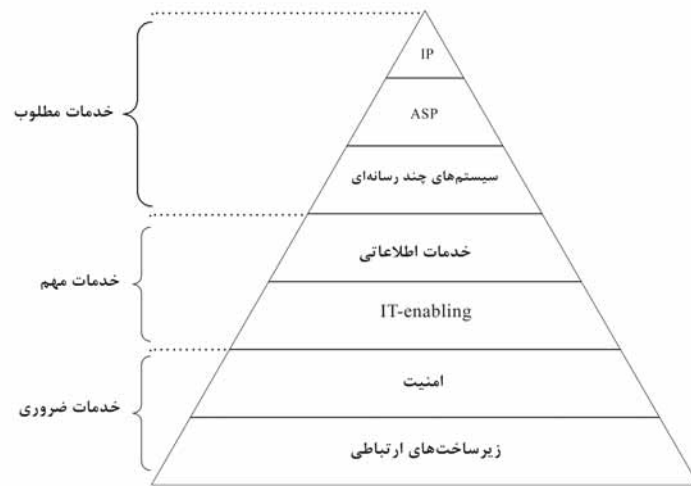 IP
ASP
خدمات مطلوب
سیستم‌های چند رسانه‌ای
خدمات اطلاعاتی
خدمات مهم
IT-enabling
امنیت
خدمات ضروری
زیرساخت‌های ارتباطی